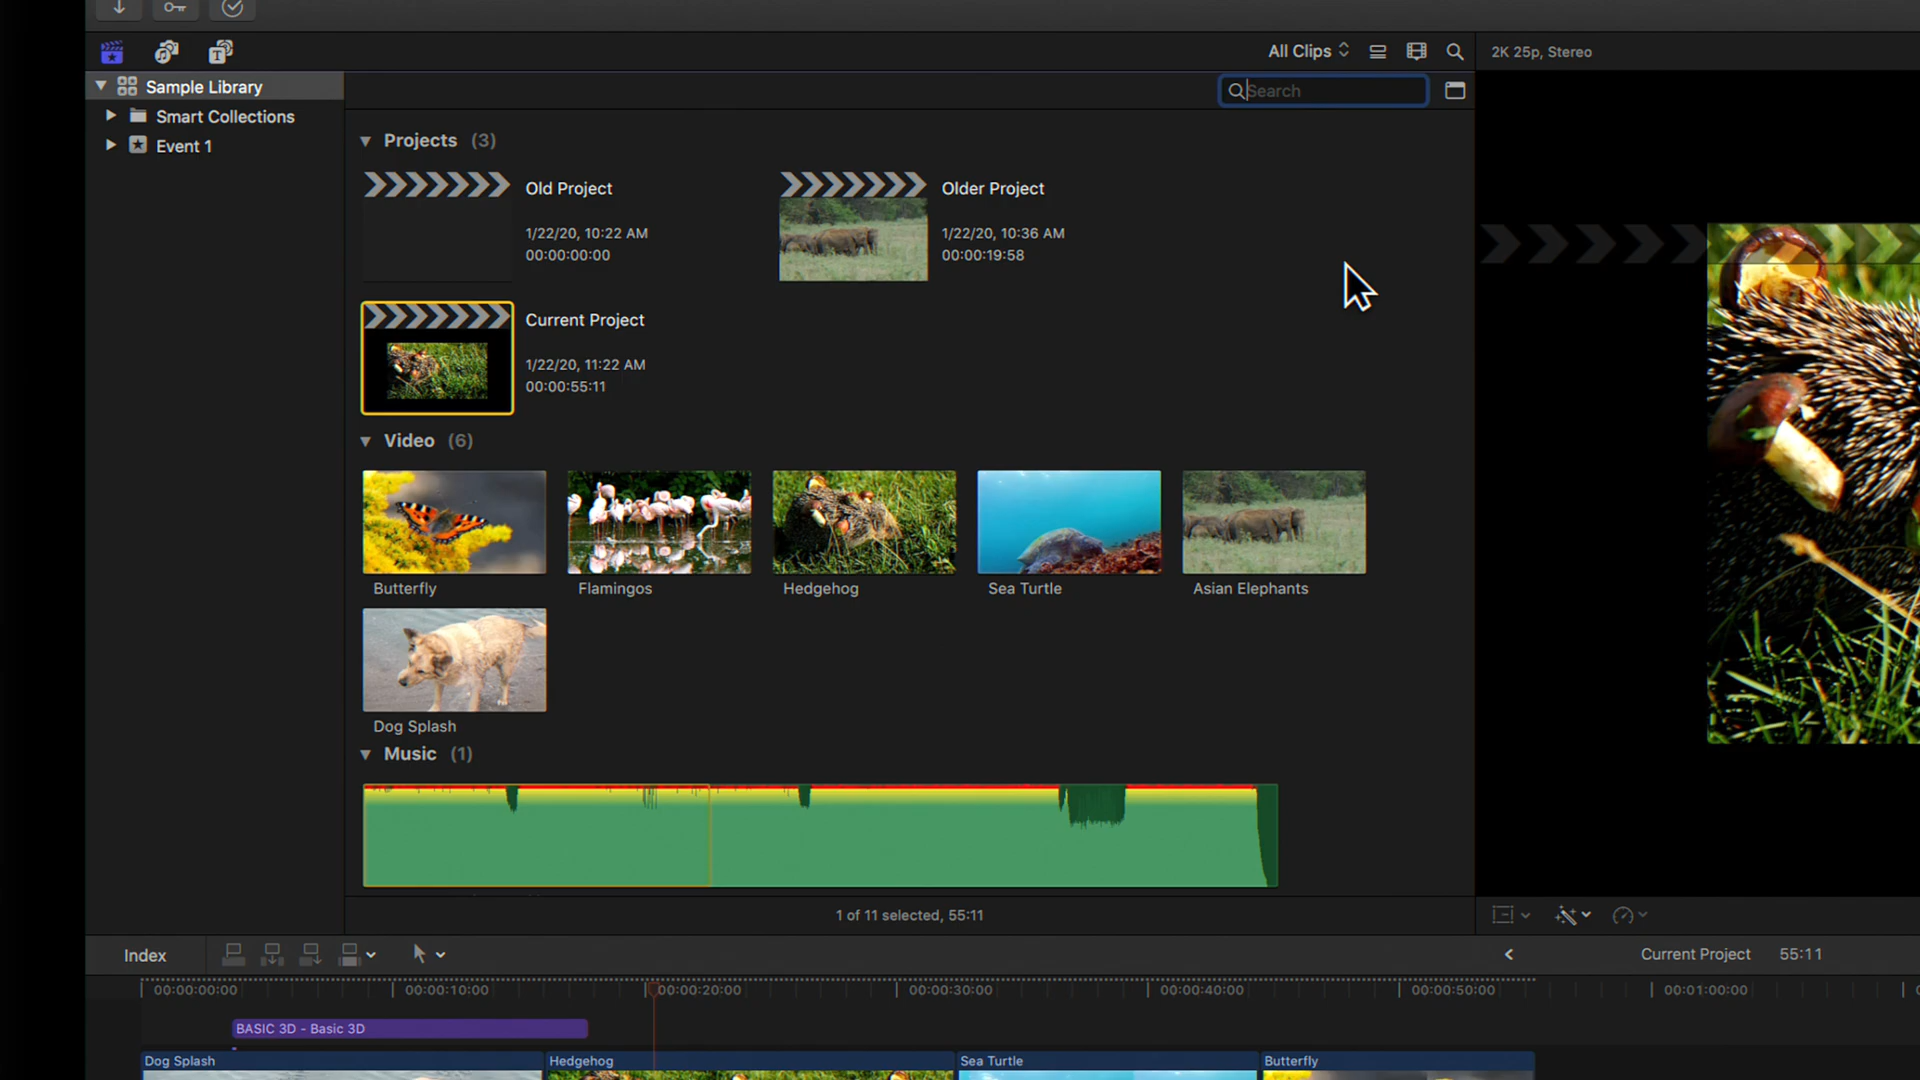 All Clips
2K 25p, Stereo
Sample Library
Search
Smart Collections
Event 1
Projects (3)
Old Project
1/22/20, 10:22 AM
00:00:00:00
Older Project
1/22/20, 10:36 AM
00:00:19:58
Current Project
1/22/20, 11:22 AM
00:00:55:11
Video (6)
Butterfly
Flamingos
Hedgehog
Sea Turtle
Asian Elephants
Dog Splash
Music (1)
1 of 11 selected, 55:11
Index
Current Project 55:11
00:00:00:00 00:00:10:00 00:00:20:00 00:00:30:00 00:00:40:00 00:00:50:00 00:01:00:00
BASIC 3D - Basic 3D
Dog Splash Hedgehog Sea Turtle Butterfly